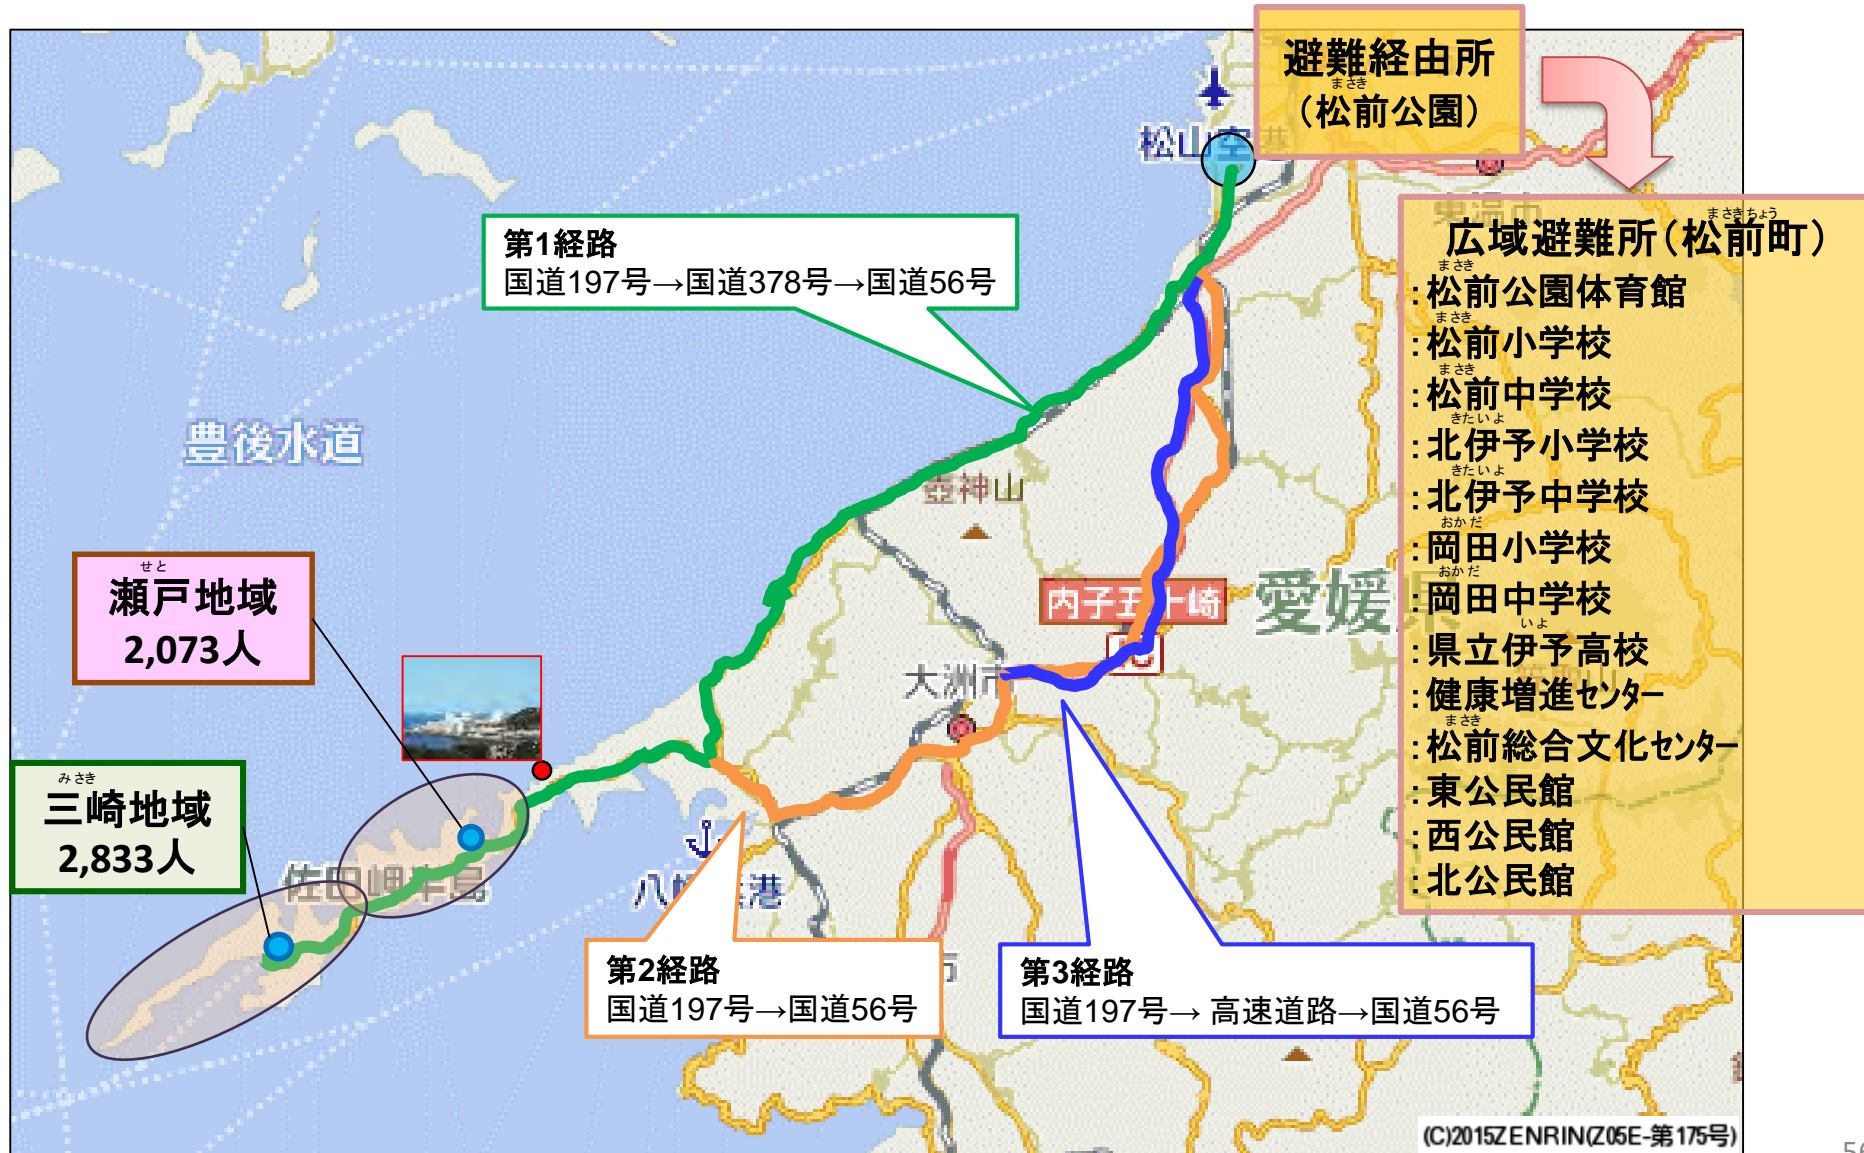 避難経由所
まさき
（松前公園）
松山空港
東温市
まさきちょう
広域避難所（松前町）
まさき
:松前公園体育館
まさき
:松前小学校
まさき
:松前中学校
きたいよ
:北伊予小学校
きたいよ
:北伊予中学校
おかだ
:岡田小学校
おかだ
:岡田中学校
いよ
:県立伊予高校
:健康増進センター
まさき
:松前総合文化センター
:東公民館
:西公民館
:北公民館
第1経路
国道197号→国道378号→国道56号
豊後水道
壺神山
せと
瀬戸地域
2,073人
内子五十崎
愛媛県
大洲市
みさき
三崎地域
2,833人
佐田岬半島
第2経路
国道197号→国道56号
第3経路
国道197号→ 高速道路→国道56号
(C)2015ZENRIN(Z05E-第175号)